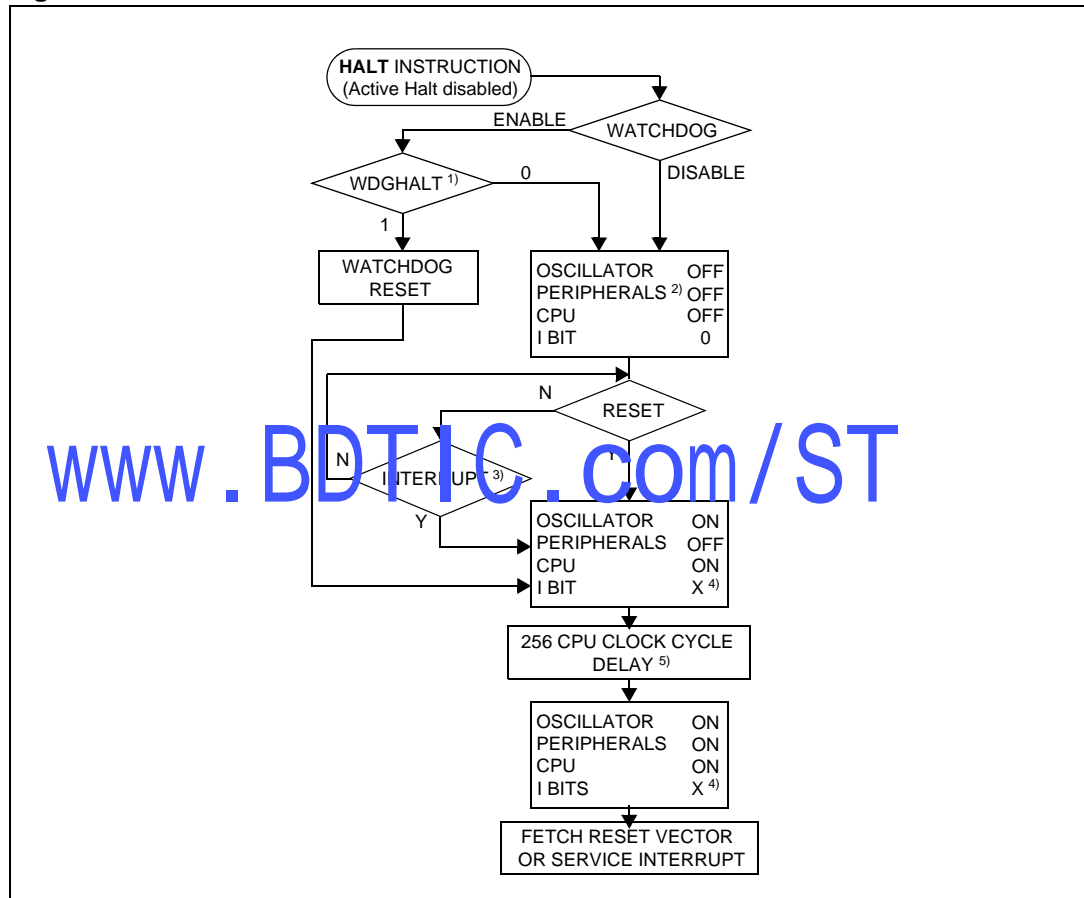 HALT INSTRUCTION
(Active Halt disabled)
WATCHDOG
ENABLE
DISABLE
WDGHALT 1)
0
1
WATCHDOG
RESET
OSCILLATOR OFF
PERIPHERALS 2) OFF
CPU OFF
I BIT 0
RESET
N
Y
INTERRUPT 3)
N
Y
www.BDTIC.com/ST
OSCILLATOR ON
PERIPHERALS OFF
CPU ON
I BIT X 4)
256 CPU CLOCK CYCLE
DELAY 5)
OSCILLATOR ON
PERIPHERALS ON
CPU ON
I BITS X 4)
FETCH RESET VECTOR
OR SERVICE INTERRUPT